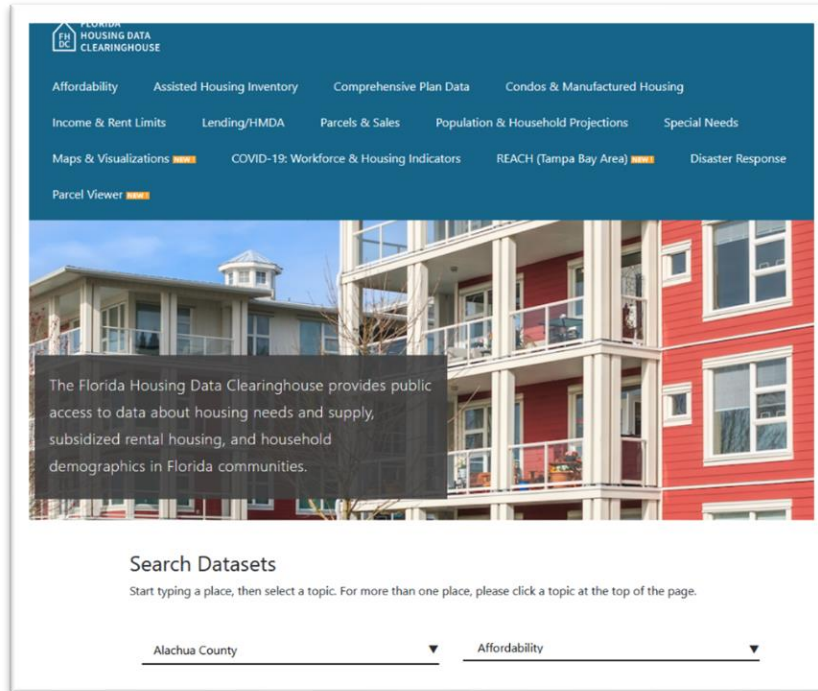 FLORIDA
FH HOUSING DATA
DC CLEARINGHOUSE
Affordability Assisted Housing Inventory Comprehensive Plan Data Condos & Manufactured Housing
Income & Rent Limits Lending/HMDA Parcels & Sales Population & Household Projections Special Needs
Maps & Visualizations NEW! COVID-19: Workforce & Housing Indicators REACH (Tampa Bay Area) NEW! Disaster Response
Parcel Viewer NEW!
The Florida Housing Data Clearinghouse provides public
access to data about housing needs and supply,
subsidized rental housing, and household
demographics in Florida communities.
Search Datasets
Start typing a place, then select a topic. For more than one place, please click a topic at the top of the page.
Alachua County Affordability